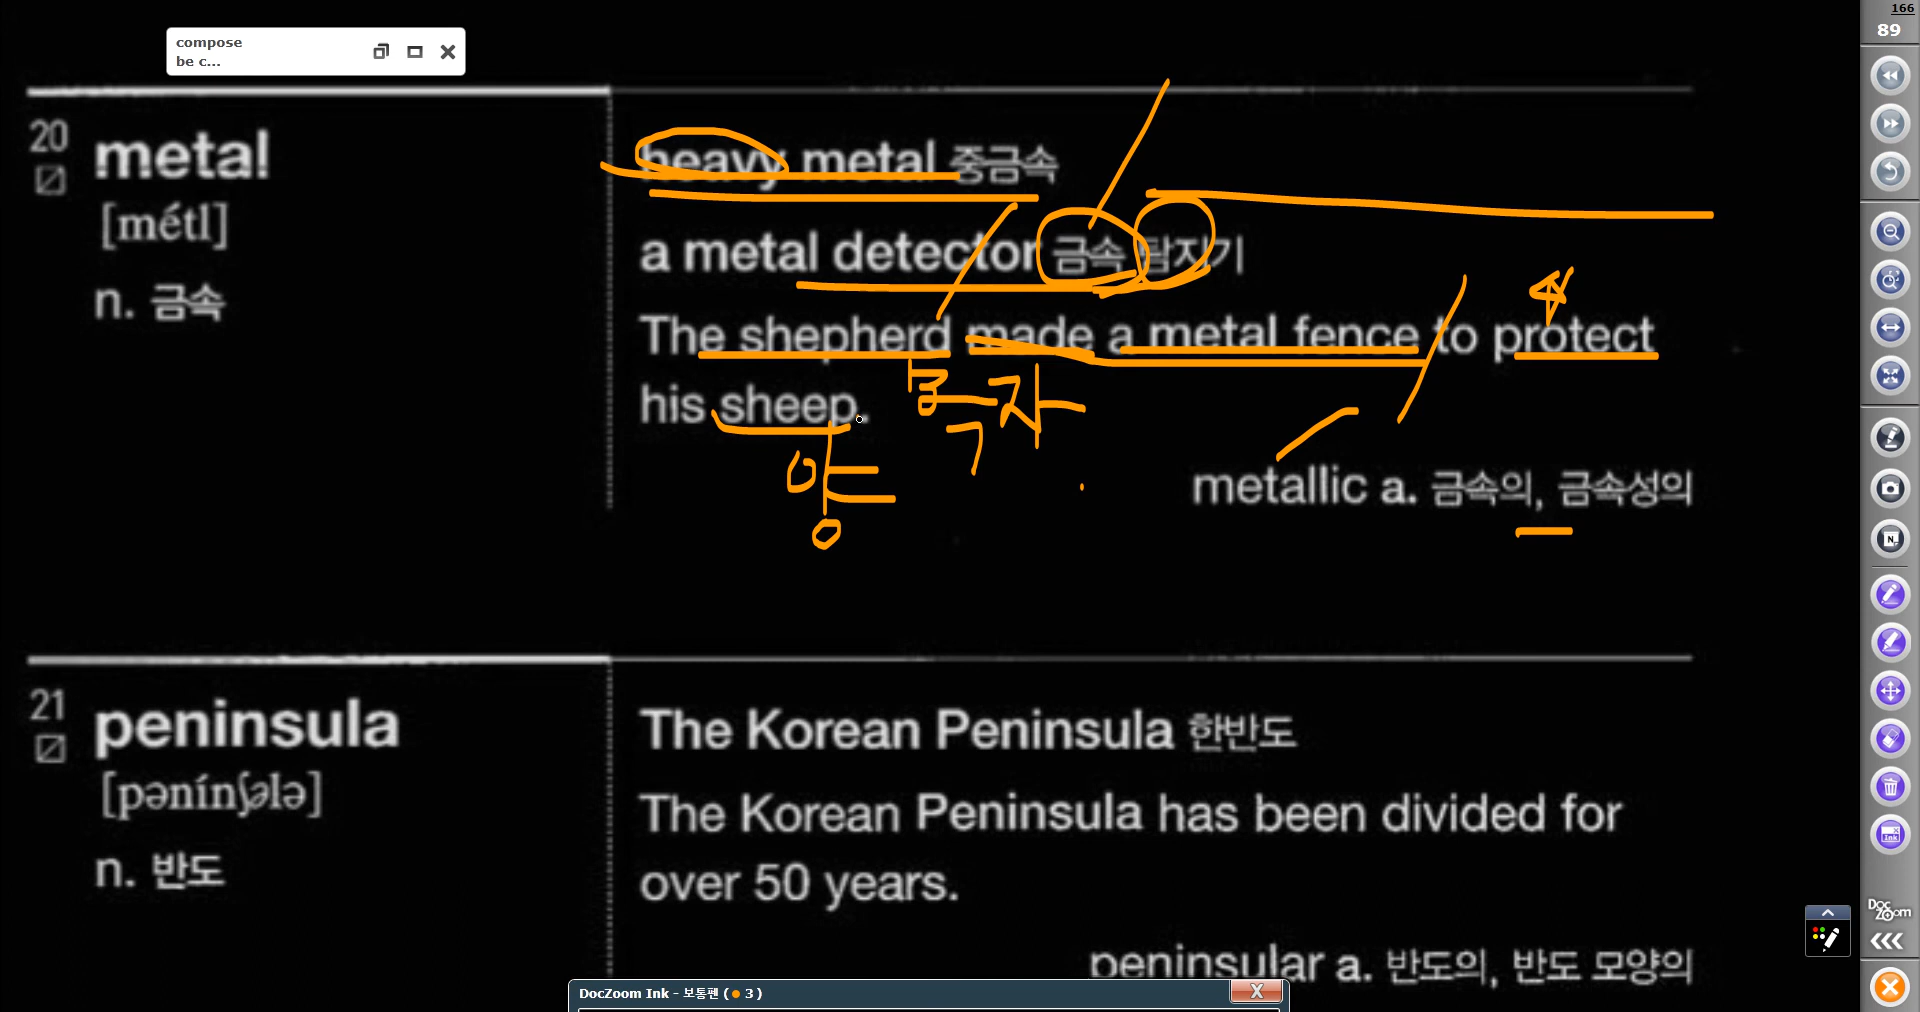 166
89
compose
be c...
20
metal
[métl]
n. 금속
heavy metal 중금속
a metal detector 금속 탐지기
The shepherd made a metal fence to protect
his sheep.
양
metallic a. 금속의, 금속성의
21
peninsula
[pənínʃələ]
n. 반도
The Korean Peninsula 한반도
The Korean Peninsula has been divided for
over 50 years.
peninsular a. 반도의, 반도 모양의
DocZoom Ink - 보통펜 ( 3 )
N
Ink
Doc
Zoom